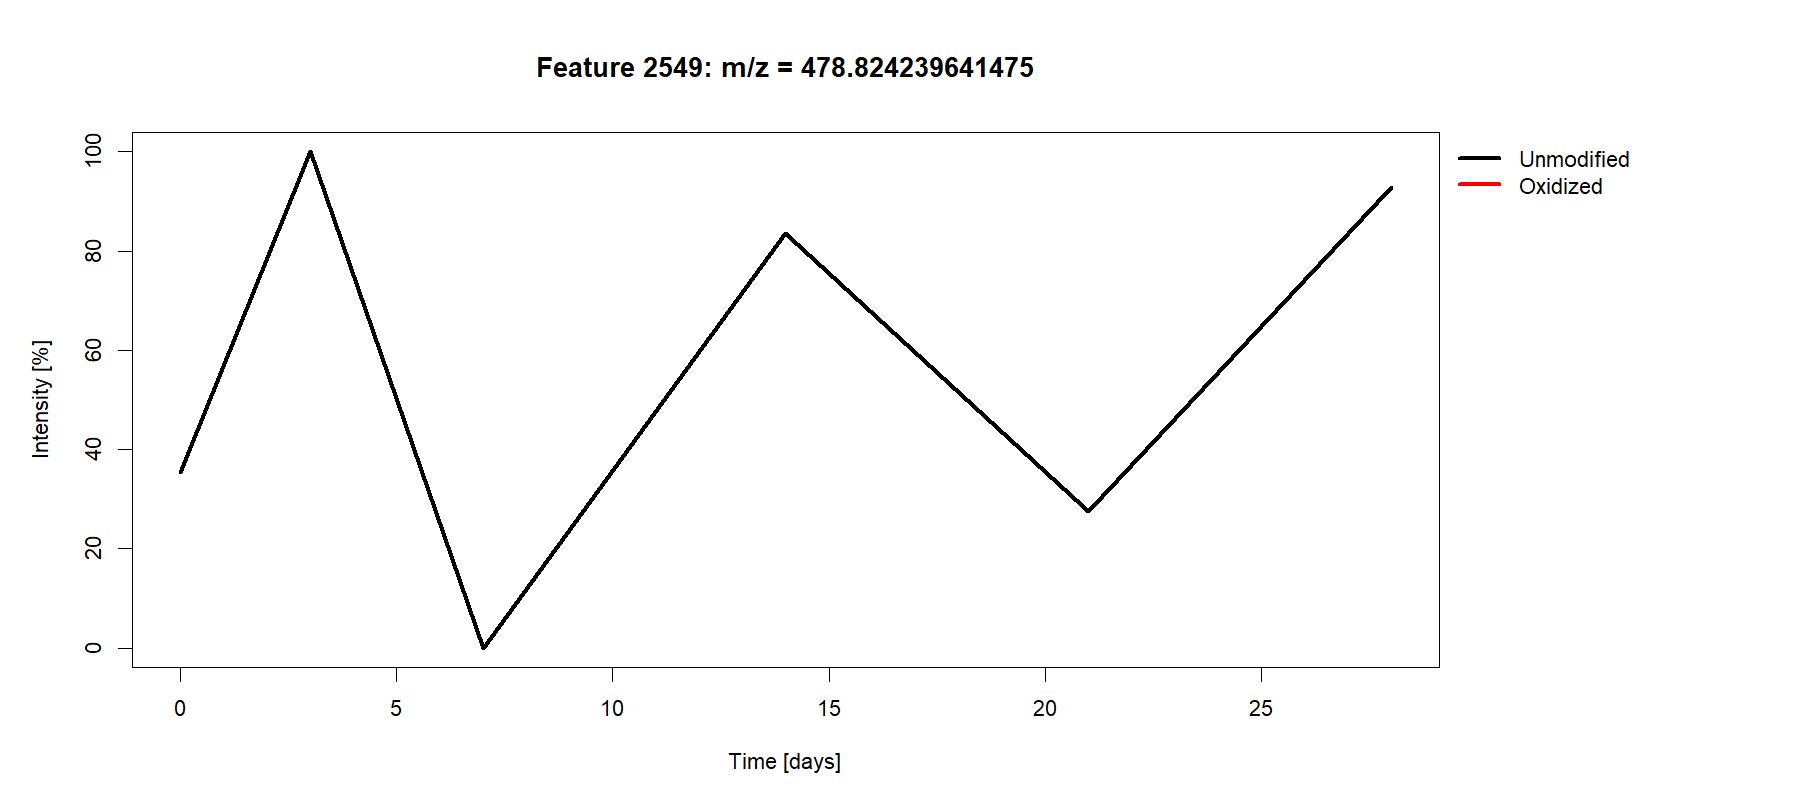 Feature 2549: m/z = 478.824239641475
Unmodified
Oxidized
Intensity [%]
100
80
60
40
20
0
0 5 10 15 20 25
Time [days]